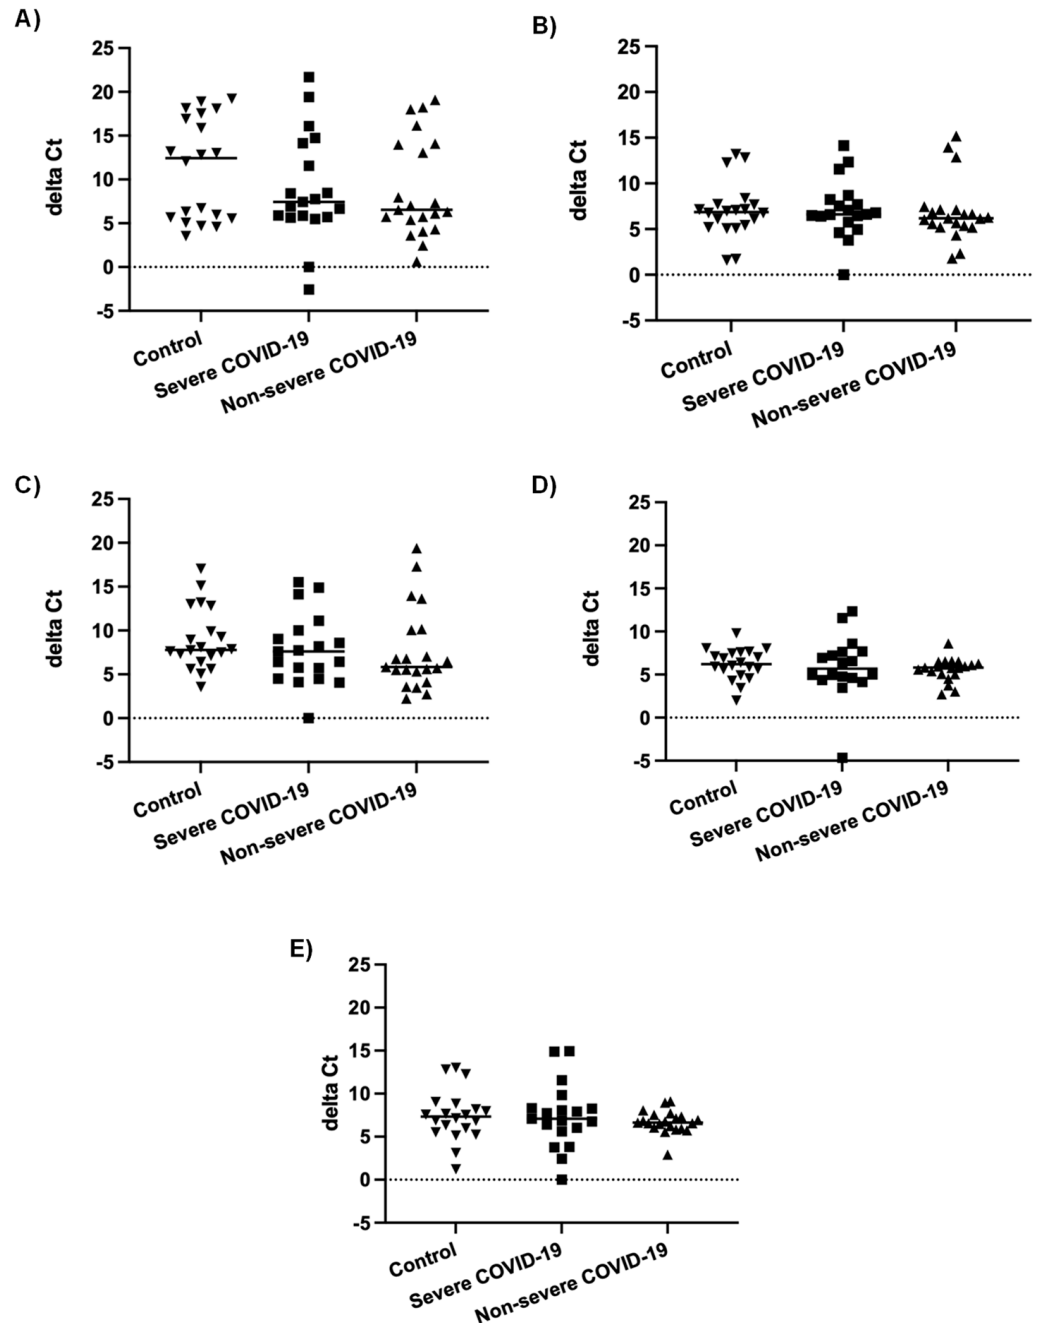 A)
25
20
15
10
5
0
-5
delta Ct
Control
Severe COVID-19
Non-severe COVID-19
B)
25
20
15
10
5
0
-5
delta Ct
Control
Severe COVID-19
Non-severe COVID-19
C)
25
20
15
10
5
0
-5
delta Ct
Control
Severe COVID-19
Non-severe COVID-19
D)
25
20
15
10
5
0
-5
delta Ct
Control
Severe COVID-19
Non-severe COVID-19
E)
25
20
15
10
5
0
-5
delta Ct
Control
Severe COVID-19
Non-severe COVID-19